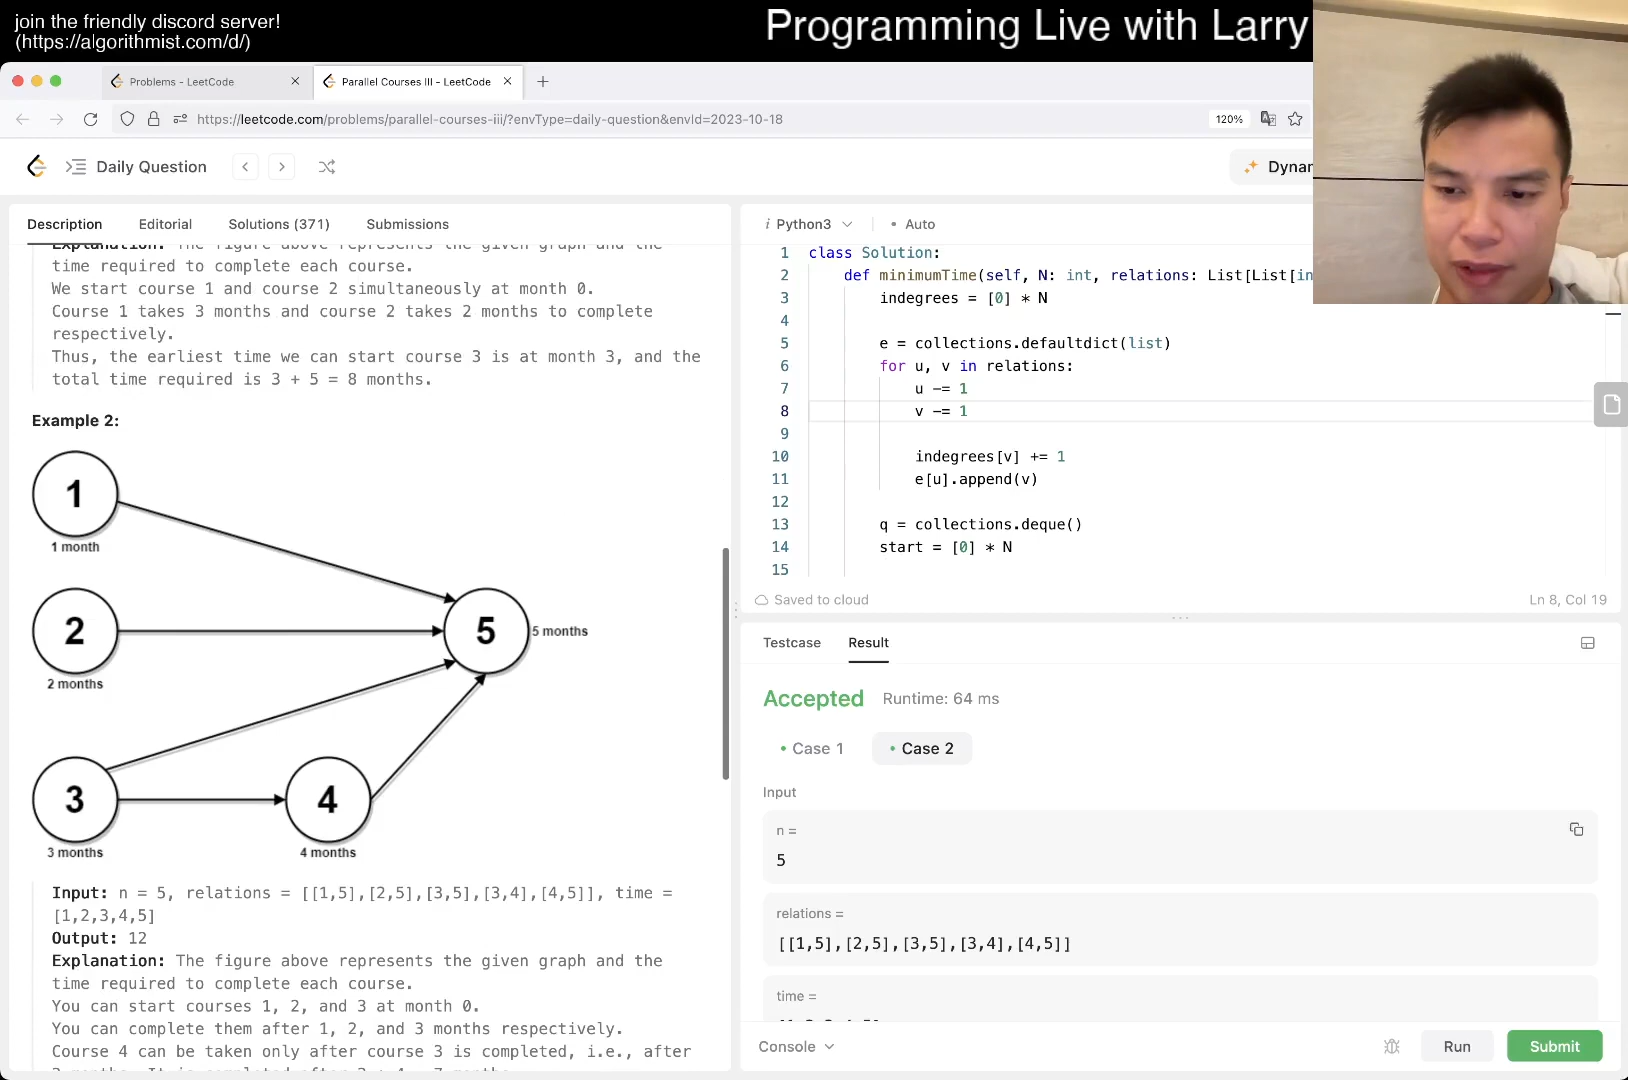 join the friendly discord server!
(https://algorithmist.com/d/)
Programming Live with Larry
Problems - LeetCode
Parallel Courses III - LeetCode
https://leetcode.com/problems/parallel-courses-iii/?envType=daily-question&envId=2023-10-18
120%
Daily Question
Dynam
Description
Editorial
Solutions (371)
Submissions
Explanation: The figure above represents the given graph and the
time required to complete each course.
We start course 1 and course 2 simultaneously at month 0.
Course 1 takes 3 months and course 2 takes 2 months to complete
respectively.
Thus, the earliest time we can start course 3 is at month 3, and the
total time required is 3 + 5 = 8 months.
Example 2:
1
1 month
2
2 months
5
5 months
3
3 months
4
4 months
Input: n = 5, relations = [[1,5],[2,5],[3,5],[3,4],[4,5]], time =
[1,2,3,4,5]
Output: 12
Explanation: The figure above represents the given graph and the
time required to complete each course.
You can start courses 1, 2, and 3 at month 0.
You can complete them after 1, 2, and 3 months respectively.
Course 4 can be taken only after course 3 is completed, i.e., after
i Python3
• Auto
1 class Solution:
2 def minimumTime(self, N: int, relations: List[List[in
3 indegrees = [0] * N
4
5 e = collections.defaultdict(list)
6 for u, v in relations:
7 u -= 1
8 v -= 1
9
10 indegrees[v] += 1
11 e[u].append(v)
12
13 q = collections.deque()
14 start = [0] * N
15
Saved to cloud
Ln 8, Col 19
Testcase
Result
Accepted
Runtime: 64 ms
• Case 1
• Case 2
Input
n =
5
relations =
[[1,5],[2,5],[3,5],[3,4],[4,5]]
time =
Console
Run
Submit